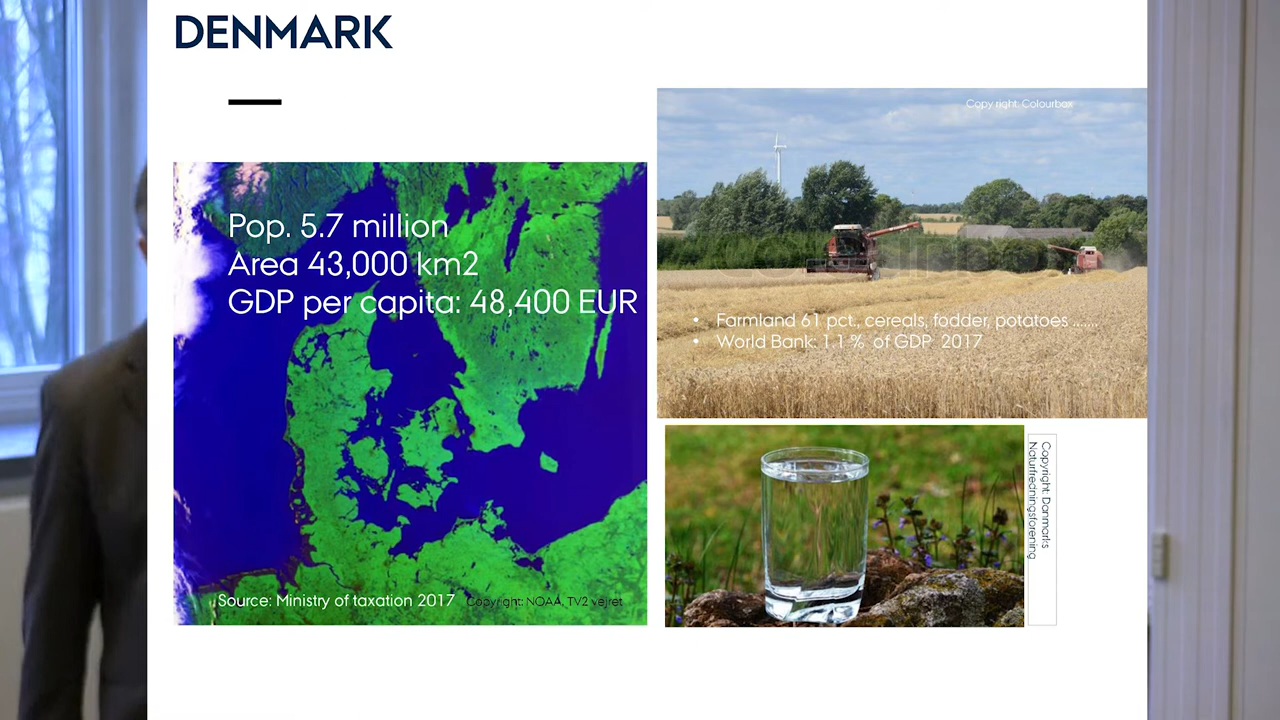 DENMARK
Pop. 5.7 million
Area 43,000 km2
GDP per capita: 48,400 EUR
Source: Ministry of taxation 2017
Copyright: NOAA, TV2 vejret
Copy right: Colourbox
• Farmland 61 pct., cereals, fodder, potatoes .......
• World Bank: 1.1 % of GDP 2017
Copyright: Danmarks
Naturfredningsforening